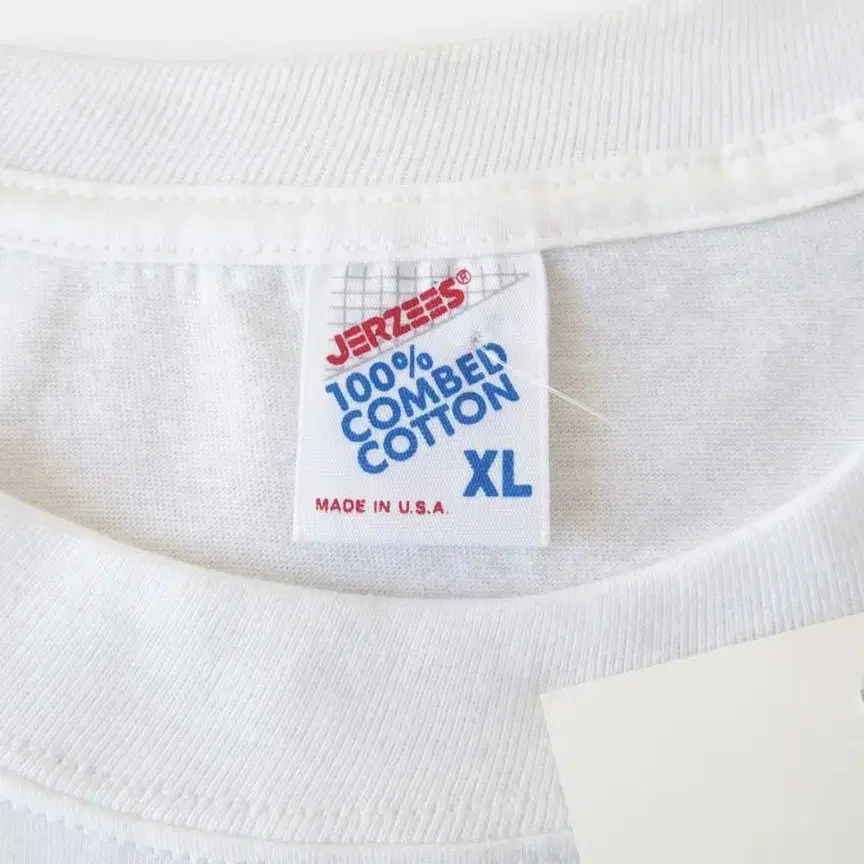 JERZEES®
100%
COMBED
COTTON
XL
MADE IN U.S.A.